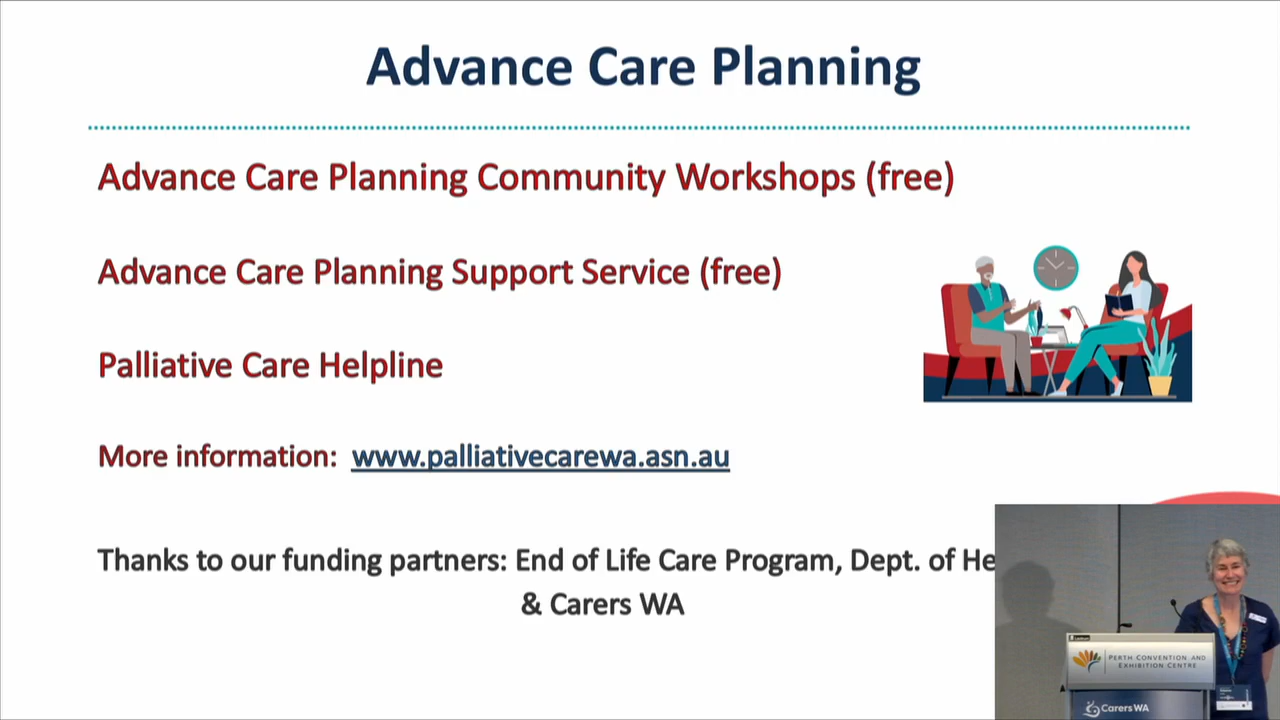 Advance Care Planning
Advance Care Planning Community Workshops (free)
Advance Care Planning Support Service (free)
Palliative Care Helpline
More information: www.palliativecarewa.asn.au
Thanks to our funding partners: End of Life Care Program, Dept. of He
& Carers WA
PERTH CONVENTION AND
EXHIBITION CENTRE
Carers WA